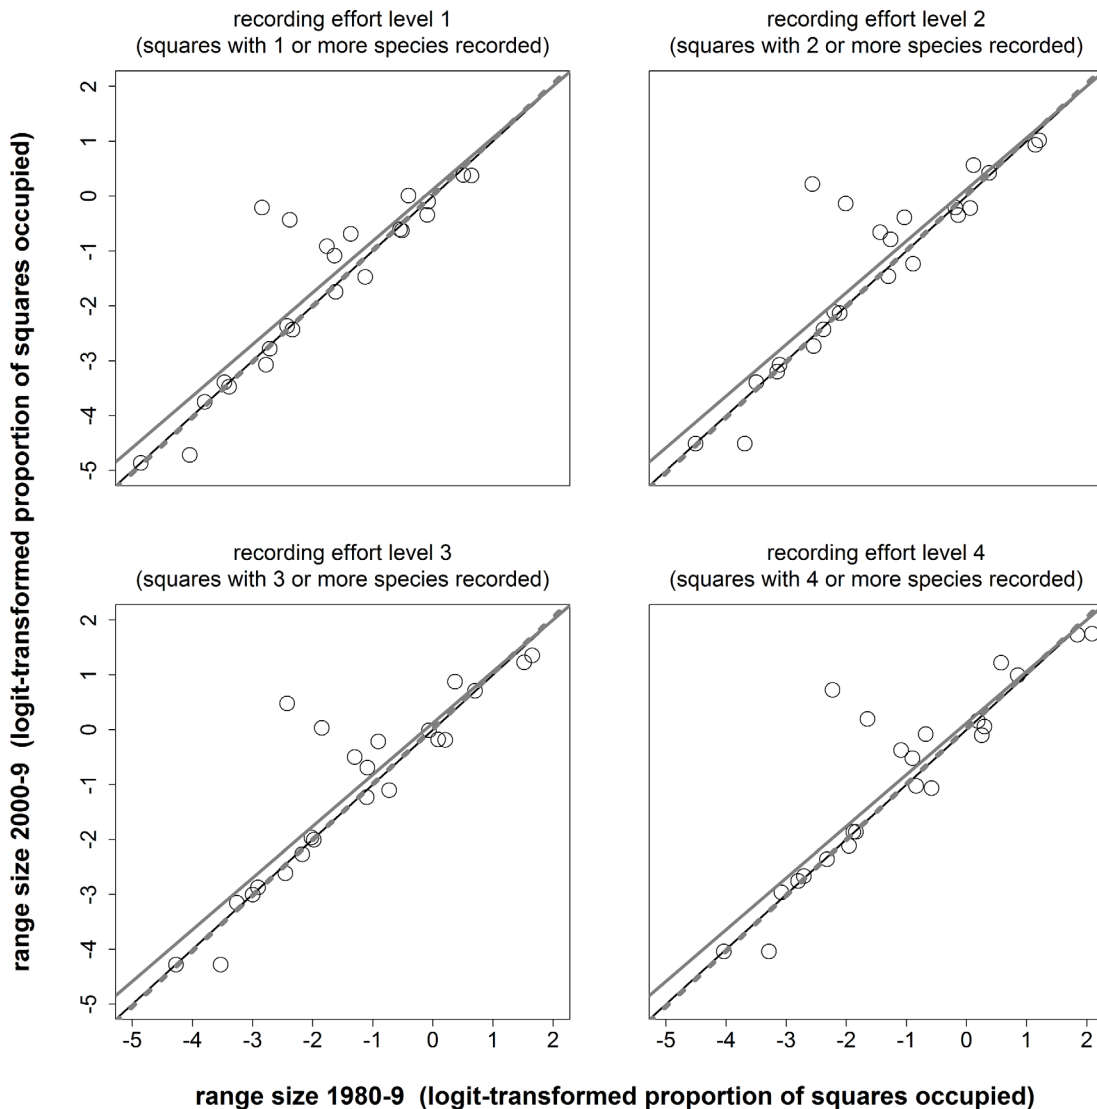 recording effort level 1
(squares with 1 or more species recorded)
recording effort level 2
(squares with 2 or more species recorded)
2
1
0
-1
-2
-3
-4
-5
recording effort level 3
(squares with 3 or more species recorded)
recording effort level 4
(squares with 4 or more species recorded)
2
1
0
-1
-2
-3
-4
-5
-5 -4 -3 -2 -1 0 1 2
-5 -4 -3 -2 -1 0 1 2
range size 2000-9 (logit-transformed proportion of squares occupied)
range size 1980-9 (logit-transformed proportion of squares occupied)